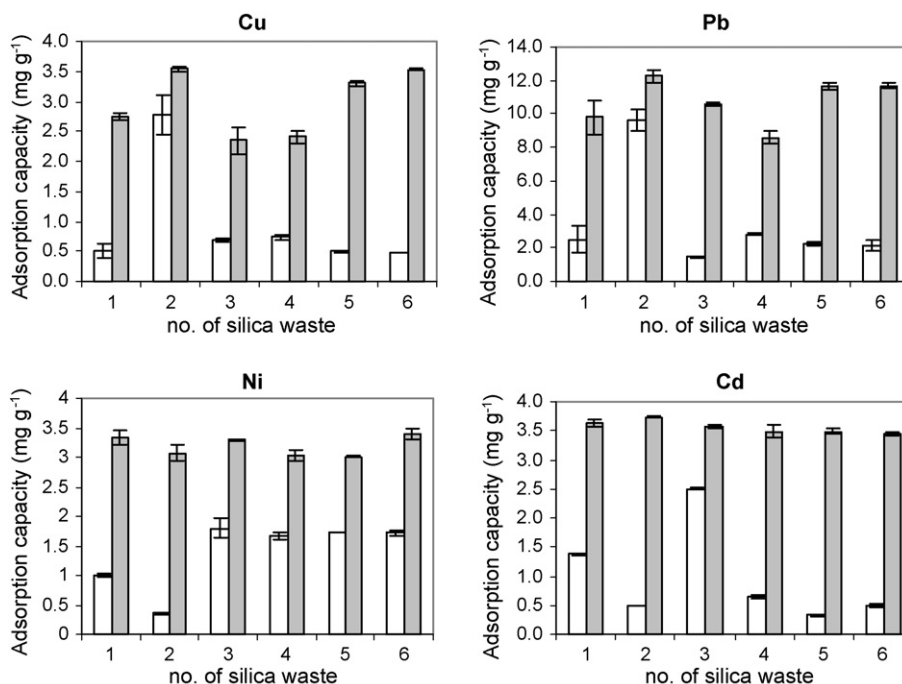 Cu
Adsorption capacity (mg g⁻¹)
4.0
3.5
3.0
2.5
2.0
1.5
1.0
0.5
0.0
1 2 3 4 5 6
no. of silica waste
Pb
Adsorption capacity (mg g⁻¹)
14.0
12.0
10.0
8.0
6.0
4.0
2.0
0.0
1 2 3 4 5 6
no. of silica waste
Ni
Adsorption capacity (mg g⁻¹)
4
3.5
3
2.5
2
1.5
1
0.5
0
1 2 3 4 5 6
no. of silica waste
Cd
Adsorption capacity (mg g⁻¹)
4.0
3.5
3.0
2.5
2.0
1.5
1.0
0.5
0.0
1 2 3 4 5 6
no. of silica waste